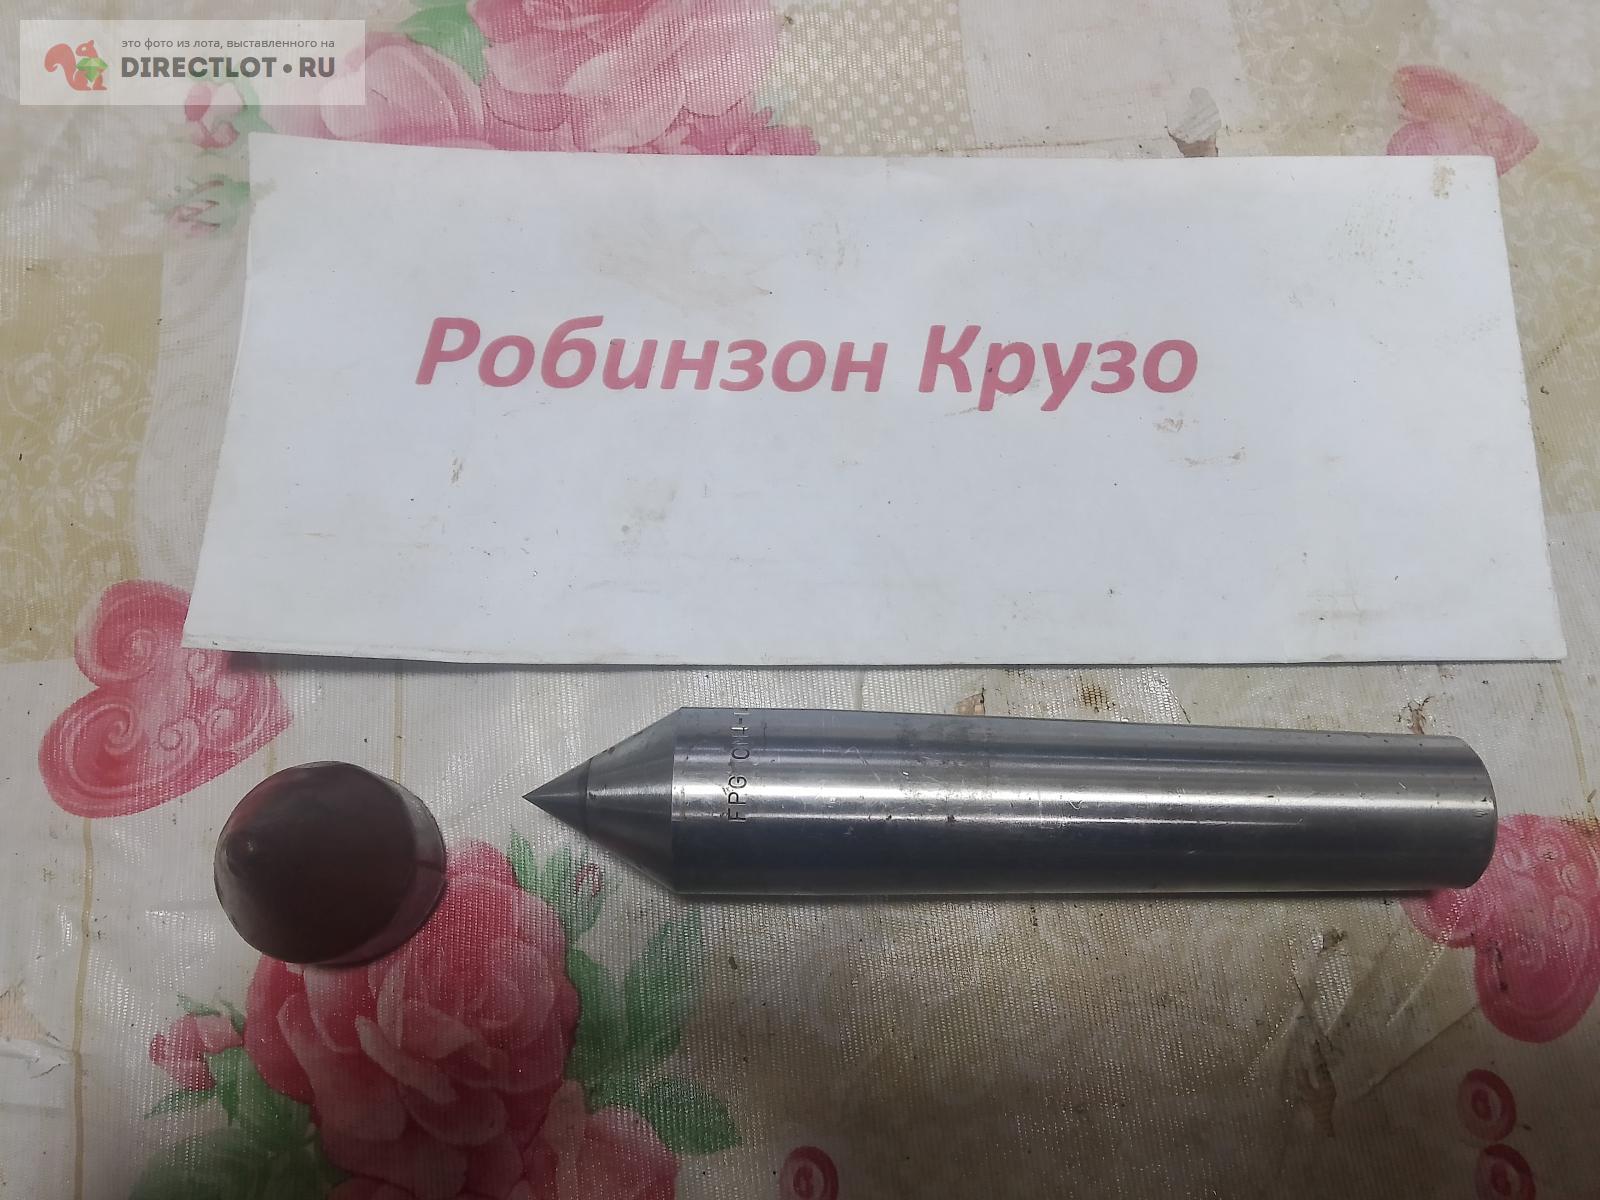 это фото из лота, выставленного на
DIRECTLOT•RU
Робинзон Крузо
FPG